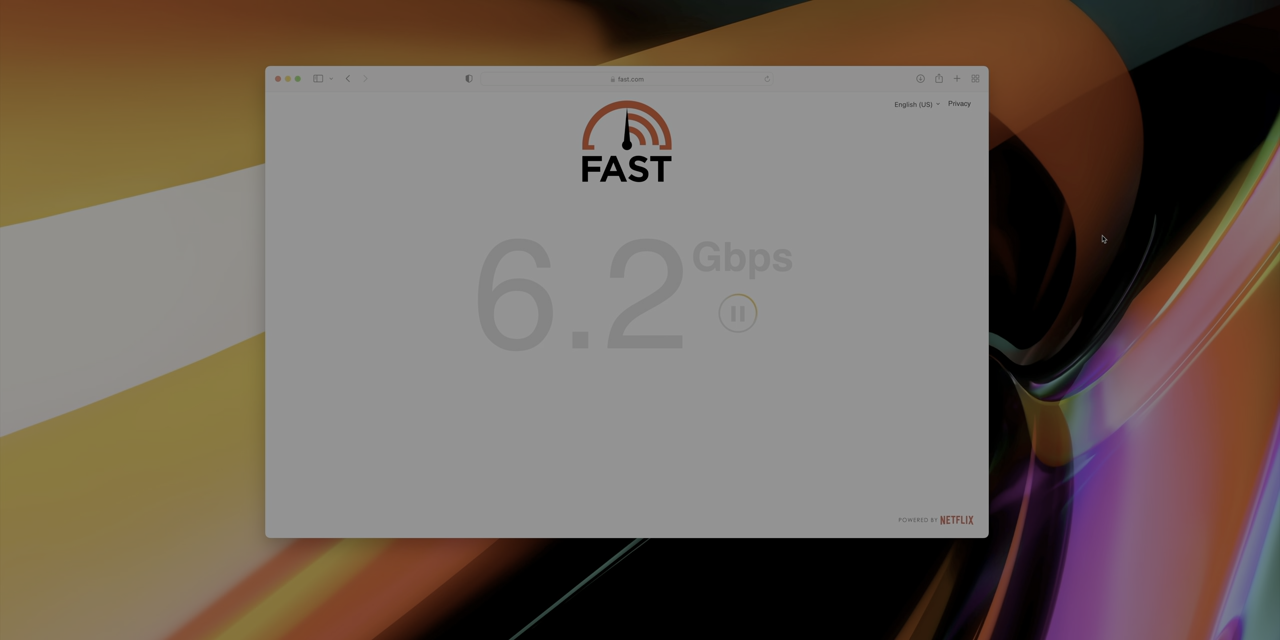 fast.com
English (US) Privacy
FAST
6.2 Gbps
POWERED BY NETFLIX